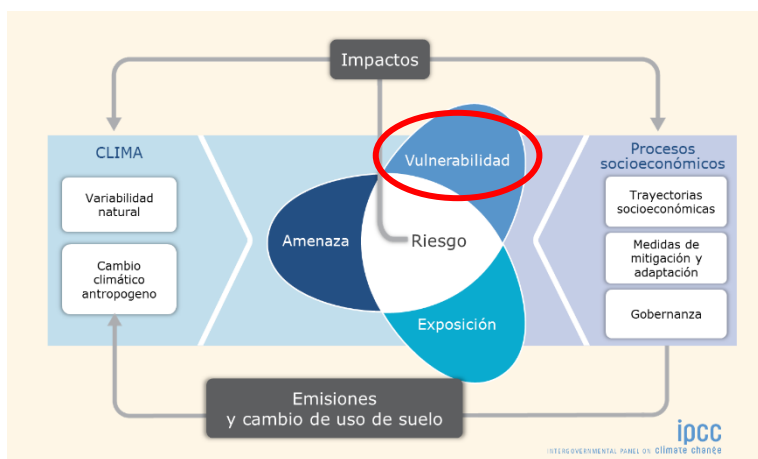 Impactos
CLIMA
Variabilidad
natural
Cambio
climático
antropogeno
Vulnerabilidad
Amenaza
Riesgo
Exposición
Procesos
socioeconómicos
Trayectorias
socioeconómicas
Medidas de
mitigación y
adaptación
Gobernanza
Emisiones
y cambio de uso de suelo
ipcc
INTERGOVERNMENTAL PANEL ON climate change